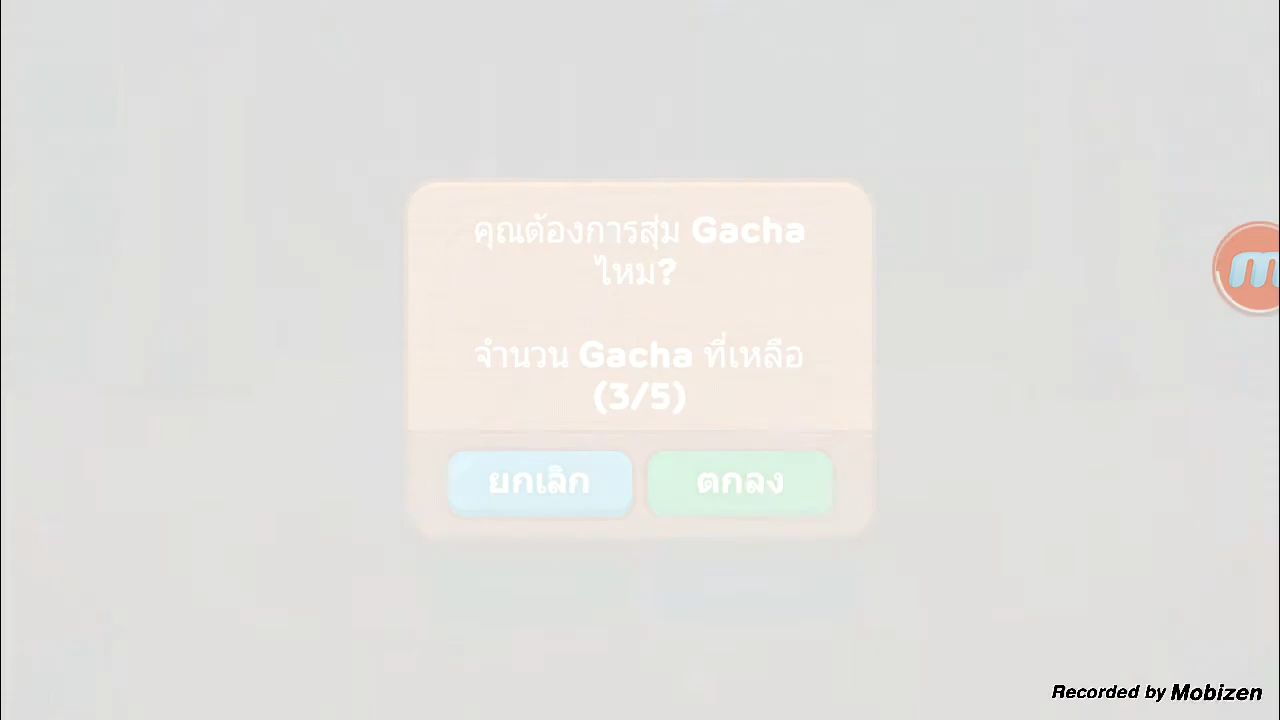 คุณต้องการสุ่ม Gacha
ไหม?
จำนวน Gacha ที่เหลือ
(3/5)
ยกเลิก ตกลง
m
Recorded by Mobizen